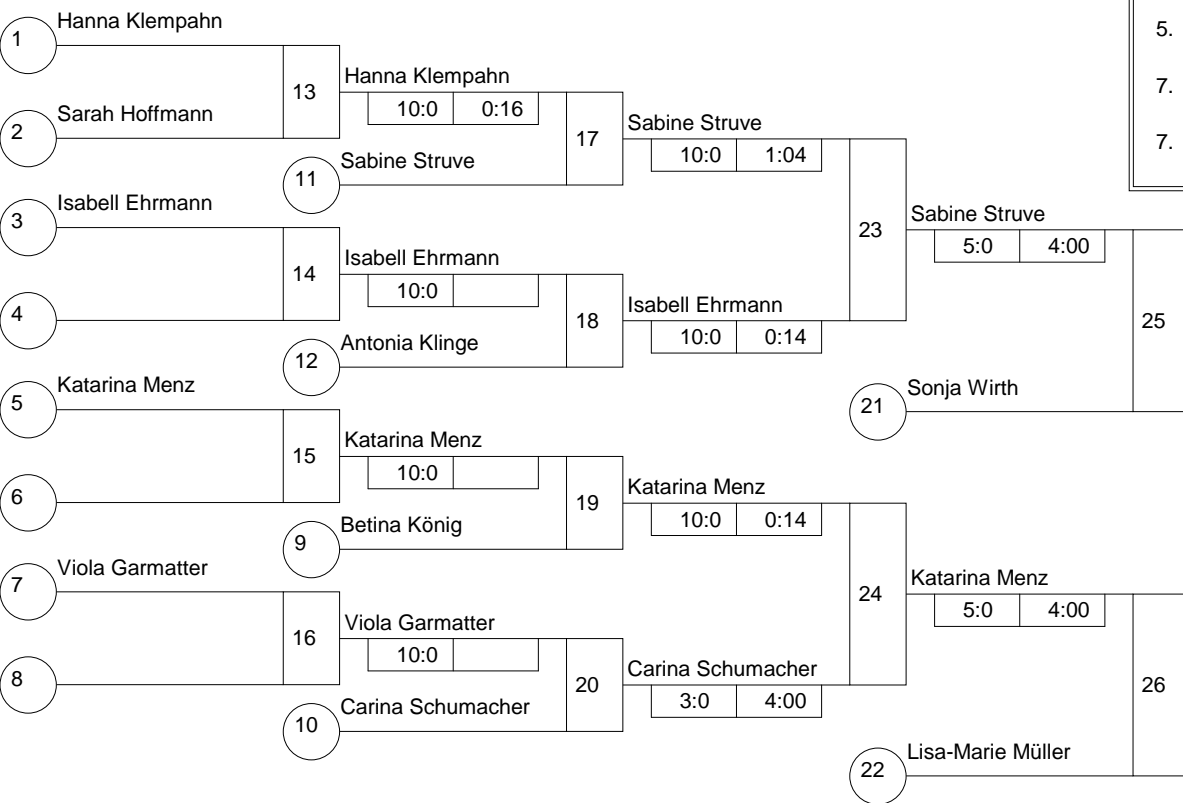 Hanna Klempahn
1
5.
13
Hanna Klempahn
10:0 0:16
7.
Sarah Hoffmann
2
17
Sabine Struve
10:0 1:04
7.
11
Sabine Struve
Isabell Ehrmann
3
23
Sabine Struve
5:0 4:00
14
Isabell Ehrmann
10:0
4
18
Isabell Ehrmann
10:0 0:14
25
12
Antonia Klinge
Katarina Menz
5
21
Sonja Wirth
15
Katarina Menz
10:0
6
19
Katarina Menz
10:0 0:14
9
Betina König
Viola Garmatter
7
24
Katarina Menz
5:0 4:00
16
Viola Garmatter
10:0
8
20
Carina Schumacher
3:0 4:00
26
10
Carina Schumacher
22
Lisa-Marie Müller